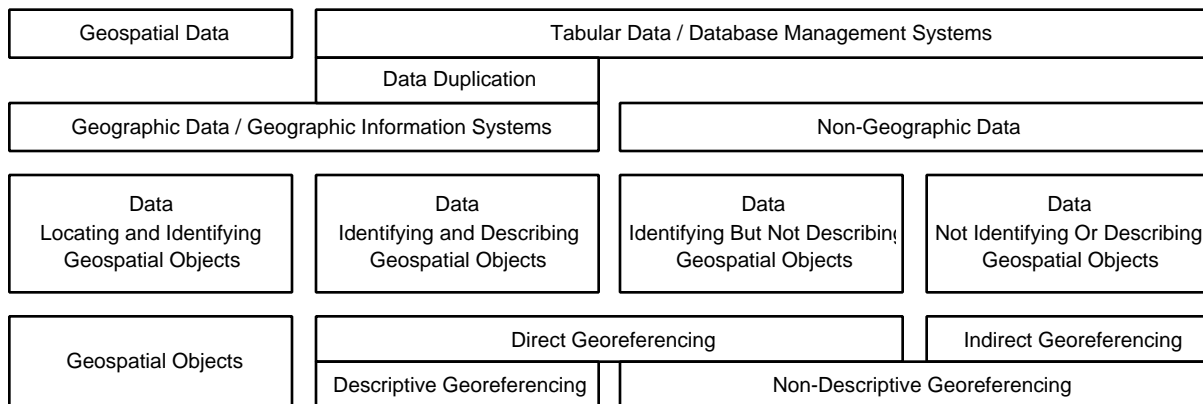 Geospatial Data
Tabular Data / Database Management Systems
Data Duplication
Geographic Data / Geographic Information Systems
Non-Geographic Data
Data
Locating and Identifying
Geospatial Objects
Data
Identifying and Describing
Geospatial Objects
Data
Identifying But Not Describing
Geospatial Objects
Data
Not Identifying Or Describing
Geospatial Objects
Geospatial Objects
Direct Georeferencing
Indirect Georeferencing
Descriptive Georeferencing
Non-Descriptive Georeferencing